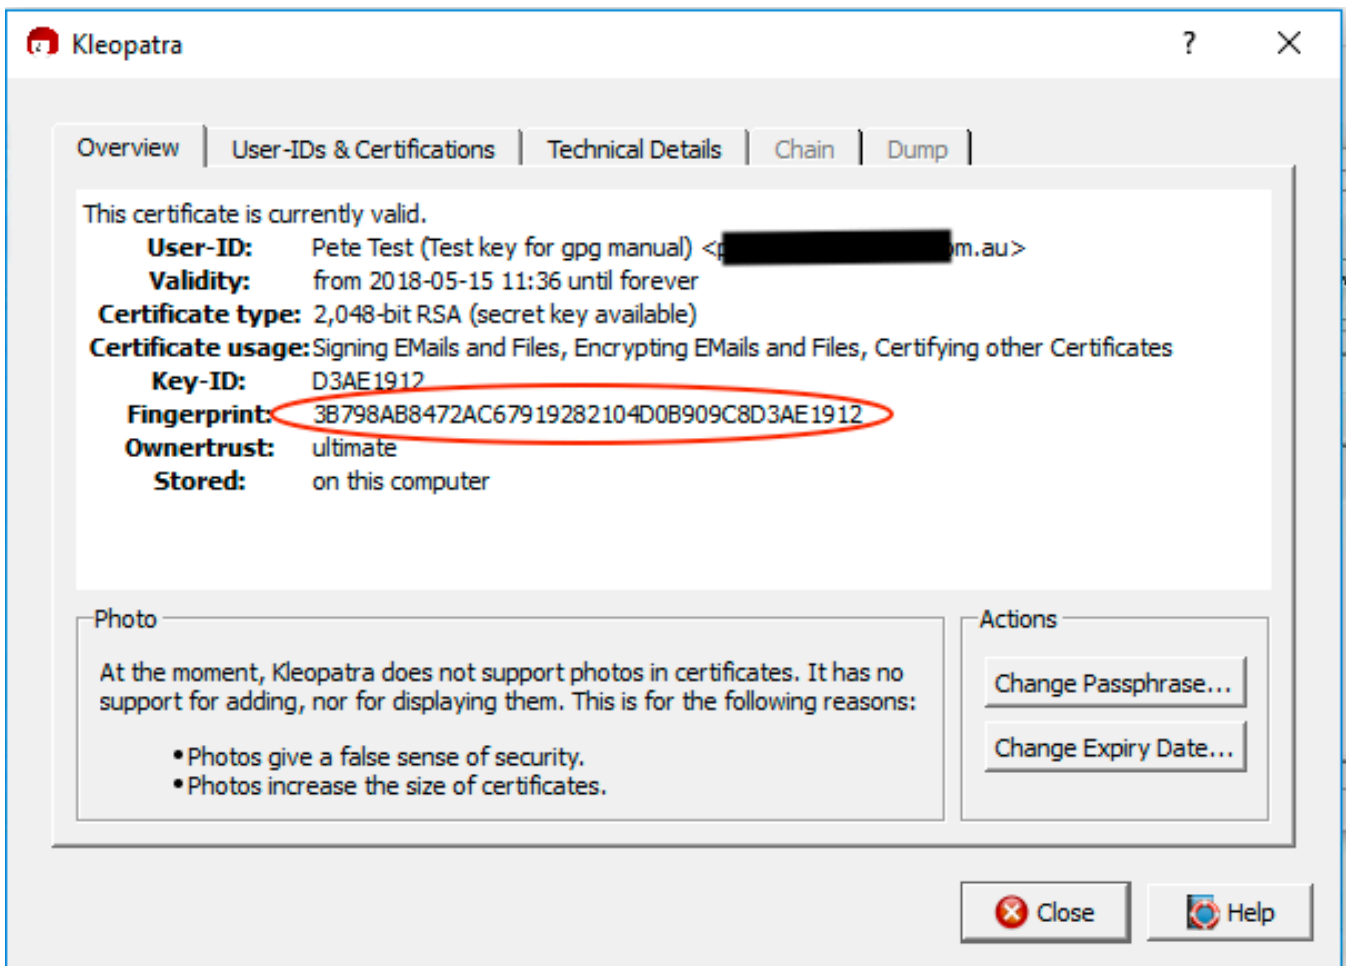 Kleopatra
?
Overview
User-IDs & Certifications
Technical Details
Chain
Dump
This certificate is currently valid.
User-ID: Pete Test (Test key for gpg manual) <p m.au>
Validity: from 2018-05-15 11:36 until forever
Certificate type: 2,048-bit RSA (secret key available)
Certificate usage: Signing EMails and Files, Encrypting EMails and Files, Certifying other Certificates
Key-ID: D3AE1912
Fingerprint: 3B798AB8472AC67919282104D0B909C8D3AE1912
Ownertrust: ultimate
Stored: on this computer
Photo
At the moment, Kleopatra does not support photos in certificates. It has no
support for adding, nor for displaying them. This is for the following reasons:
•Photos give a false sense of security.
•Photos increase the size of certificates.
Actions
Change Passphrase...
Change Expiry Date...
Close
Help